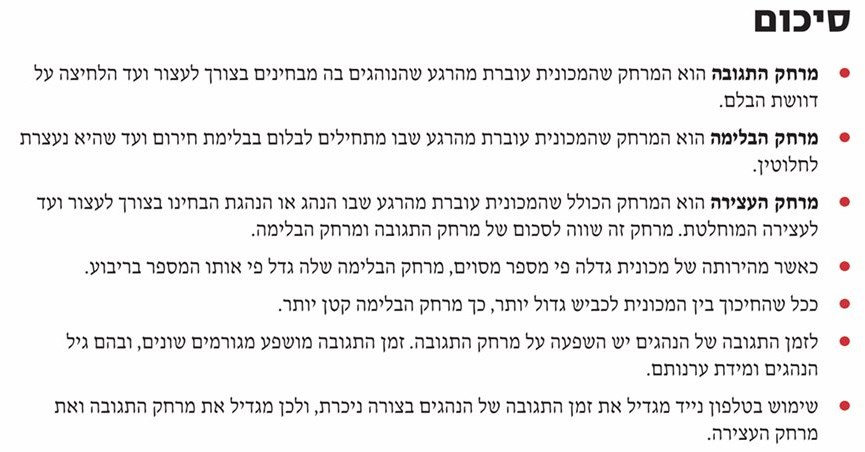 סיכום
מרחק התגובה הוא המרחק שהמכונית עוברת מהרגע שהנוהגים בה מבחינים בצורך לעצור ועד הלחיצה על
דוושת הבלם.
מרחק הבלימה הוא המרחק שהמכונית עוברת מהרגע שבו מתחילים לבלום בבלימת חירום ועד שהיא נעצרת
לחלוטין.
מרחק העצירה הוא המרחק הכולל שהמכונית עוברת מהרגע שבו הנהג או הנהגת הבחינו בצורך לעצור ועד
לעצירה המוחלטת. מרחק זה שווה לסכום של מרחק התגובה ומרחק הבלימה.
כאשר מהירותה של מכונית גדלה פי מספר מסוים, מרחק הבלימה שלה גדל פי אותו המספר בריבוע.
ככל שהחיכוך בין המכונית לכביש גדול יותר, כך מרחק הבלימה קטן יותר.
לזמן התגובה של הנהגים יש השפעה על מרחק התגובה. זמן התגובה מושפע מגורמים שונים, ובהם גיל
הנהגים ומידת ערנותם.
שימוש בטלפון נייד מגדיל את זמן התגובה של הנהגים בצורה ניכרת, ולכן מגדיל את מרחק התגובה ואת
מרחק העצירה.